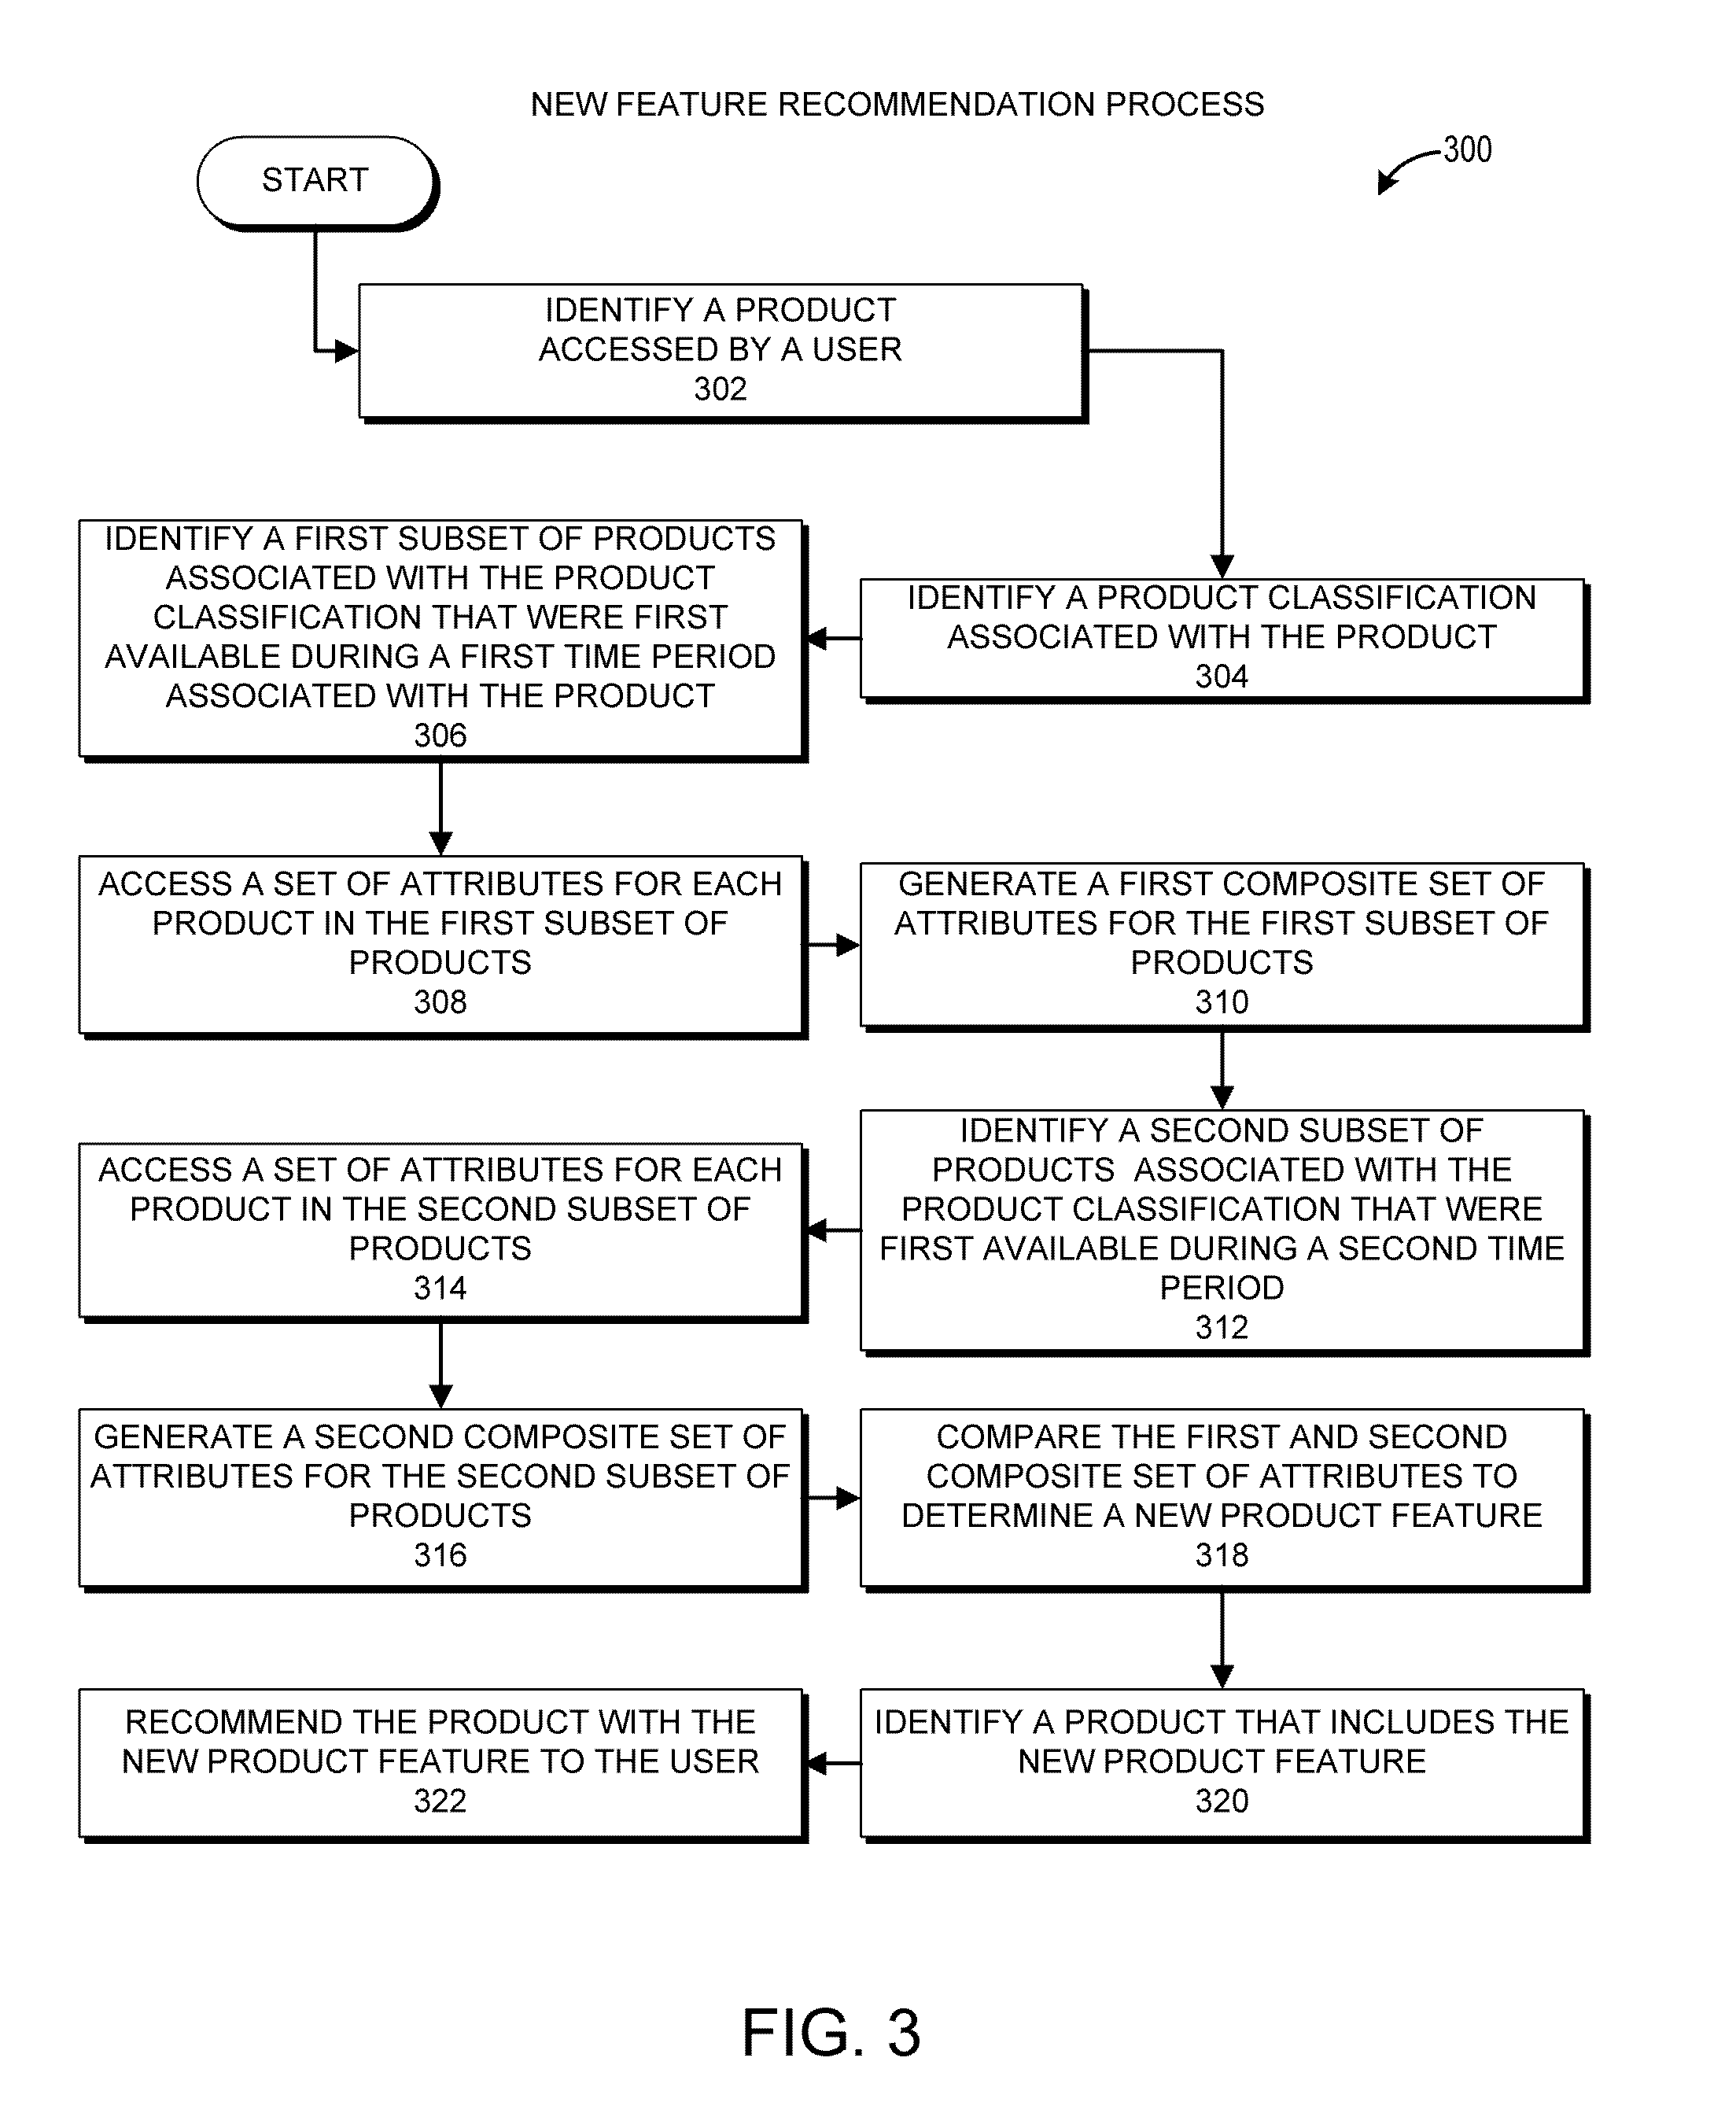 NEW FEATURE RECOMMENDATION PROCESS
300
START
IDENTIFY A PRODUCT
ACCESSED BY A USER
302
IDENTIFY A PRODUCT CLASSIFICATION
ASSOCIATED WITH THE PRODUCT
304
IDENTIFY A FIRST SUBSET OF PRODUCTS
ASSOCIATED WITH THE PRODUCT
CLASSIFICATION THAT WERE FIRST
AVAILABLE DURING A FIRST TIME PERIOD
ASSOCIATED WITH THE PRODUCT
306
ACCESS A SET OF ATTRIBUTES FOR EACH
PRODUCT IN THE FIRST SUBSET OF
PRODUCTS
308
GENERATE A FIRST COMPOSITE SET OF
ATTRIBUTES FOR THE FIRST SUBSET OF
PRODUCTS
310
IDENTIFY A SECOND SUBSET OF
PRODUCTS ASSOCIATED WITH THE
PRODUCT CLASSIFICATION THAT WERE
FIRST AVAILABLE DURING A SECOND TIME
PERIOD
312
ACCESS A SET OF ATTRIBUTES FOR EACH
PRODUCT IN THE SECOND SUBSET OF
PRODUCTS
314
GENERATE A SECOND COMPOSITE SET OF
ATTRIBUTES FOR THE SECOND SUBSET OF
PRODUCTS
316
COMPARE THE FIRST AND SECOND
COMPOSITE SET OF ATTRIBUTES TO
DETERMINE A NEW PRODUCT FEATURE
318
IDENTIFY A PRODUCT THAT INCLUDES THE
NEW PRODUCT FEATURE
320
RECOMMEND THE PRODUCT WITH THE
NEW PRODUCT FEATURE TO THE USER
322
FIG. 3